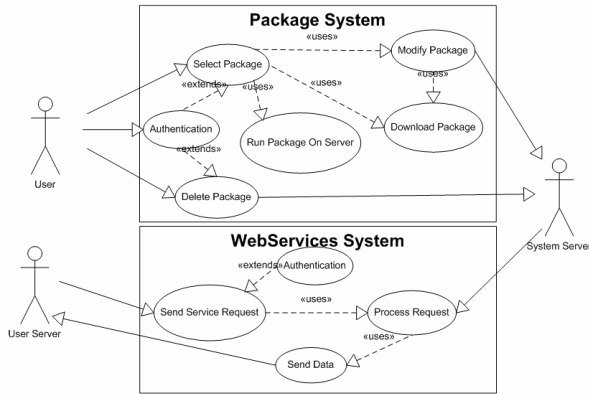 Package System
«uses»
Modify Package
Select Package
«extends»
«uses»
«uses»
«uses»
Authentication
Run Package On Server
Download Package
«extends»
User
Delete Package
System Server
WebServices System
«extends»
Authentication
«uses»
Send Service Request
Process Request
User Server
«uses»
Send Data